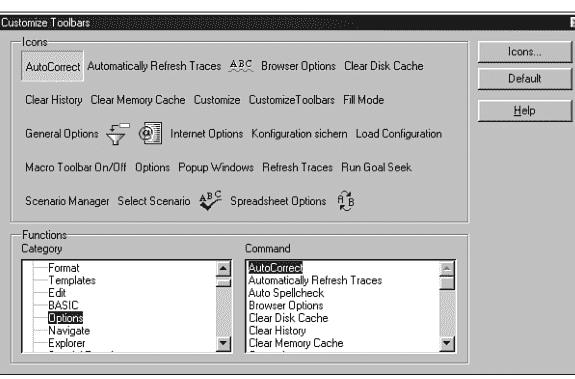 Customize Toolbars
Icons
AutoCorrect Automatically Refresh Traces ABC Browser Options Clear Disk Cache
Clear History Clear Memory Cache Customize CustomizeToolbars Fill Mode
General Options @ Internet Options Konfiguration sichern Load Configuration
Macro Toolbar On/Off Options Popup Windows Refresh Traces Run Goal Seek
Scenario Manager Select Scenario ABC Spreadsheet Options A B
Icons...
Default
Help
Functions
Category
Format
Templates
Edit
BASIC
Options
Navigate
Explorer
Command
AutoCorrect
Automatically Refresh Traces
Auto Spellcheck
Browser Options
Clear Disk Cache
Clear History
Clear Memory Cache